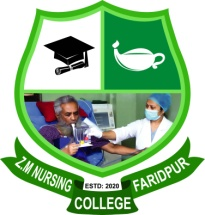 Z.M NURSING
ESTD: 2020
COLLEGE
FARIDPUR